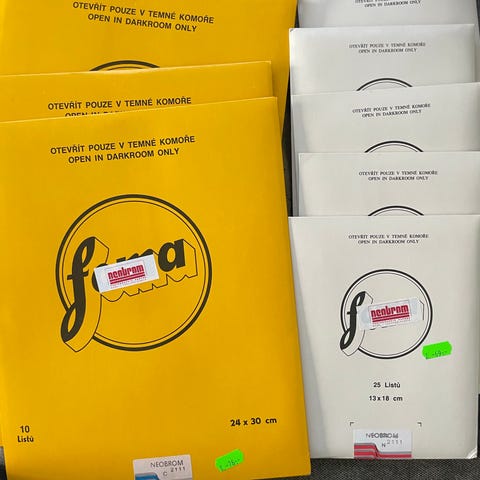 OTEVŘÍT POUZE V TEMNÉ KOMOŘE
OPEN IN DARKROOM ONLY
OTEVŘÍT POUZE V TEMNÉ KOMOŘE
OPEN IN DARKROOM ONLY
OTEVŘÍT POUZE V TEMNÉ KOMOŘE
OPEN IN DARKROOM ONLY
foma
neobrom
10
Listů
24 x 30 cm
NEOBROM
C 2111
OTEVŘÍT POUZE V TEMNÉ KOMOŘE
OPEN IN DARKROOM ONLY
OTEVŘÍT POUZE V TEMNÉ KOMOŘE
OPEN IN DARKROOM ONLY
OTEVŘÍT POUZE V TEMNÉ KOMOŘE
OPEN IN DARKROOM ONLY
OTEVŘÍT POUZE V TEMNÉ KOMOŘE
OPEN IN DARKROOM ONLY
OTEVŘÍT POUZE V TEMNÉ KOMOŘE
OPEN IN DARKROOM ONLY
neobrom
25 Listů
13 x 18 cm
NEOBROM
N 2111